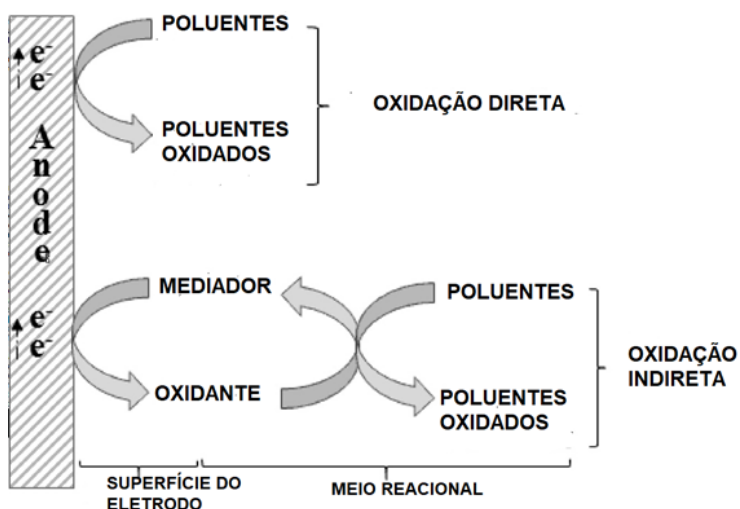 POLUENTES
e-
e-
OXIDAÇÃO DIRETA
POLUENTES
OXIDADOS
Anode
MEDIADOR
POLUENTES
e-
i e-
OXIDAÇÃO
INDIRETA
OXIDANTE
POLUENTES
OXIDADOS
SUPERFÍCIE DO
ELETRODO
MEIO REACIONAL